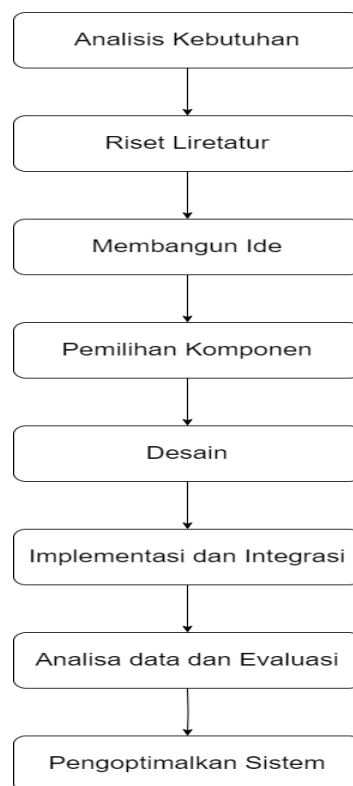 Analisis Kebutuhan
Riset Liretatur
Membangun Ide
Pemilihan Komponen
Desain
Implementasi dan Integrasi
Analisa data dan Evaluasi
Pengoptimalkan Sistem